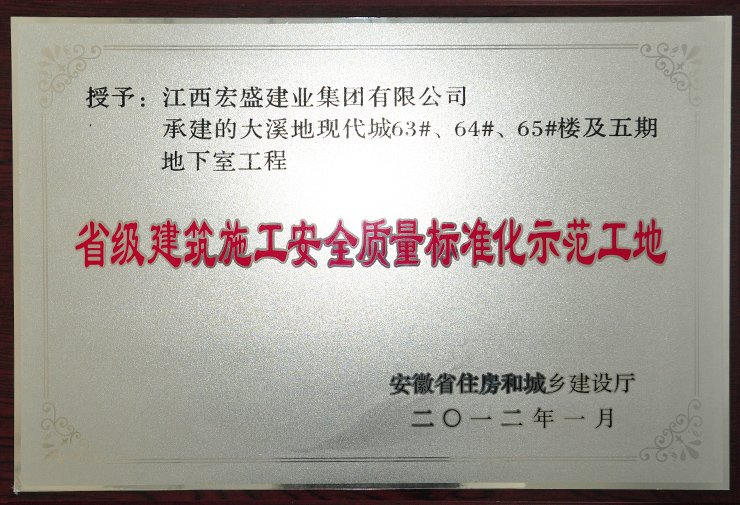 授予：江西宏盛建业集团有限公司
承建的大溪地现代城63#、64#、65#楼及五期
地下室工程
省级建筑施工安全质量标准化示范工地
安徽省住房和城乡建设厅
二〇一二年一月